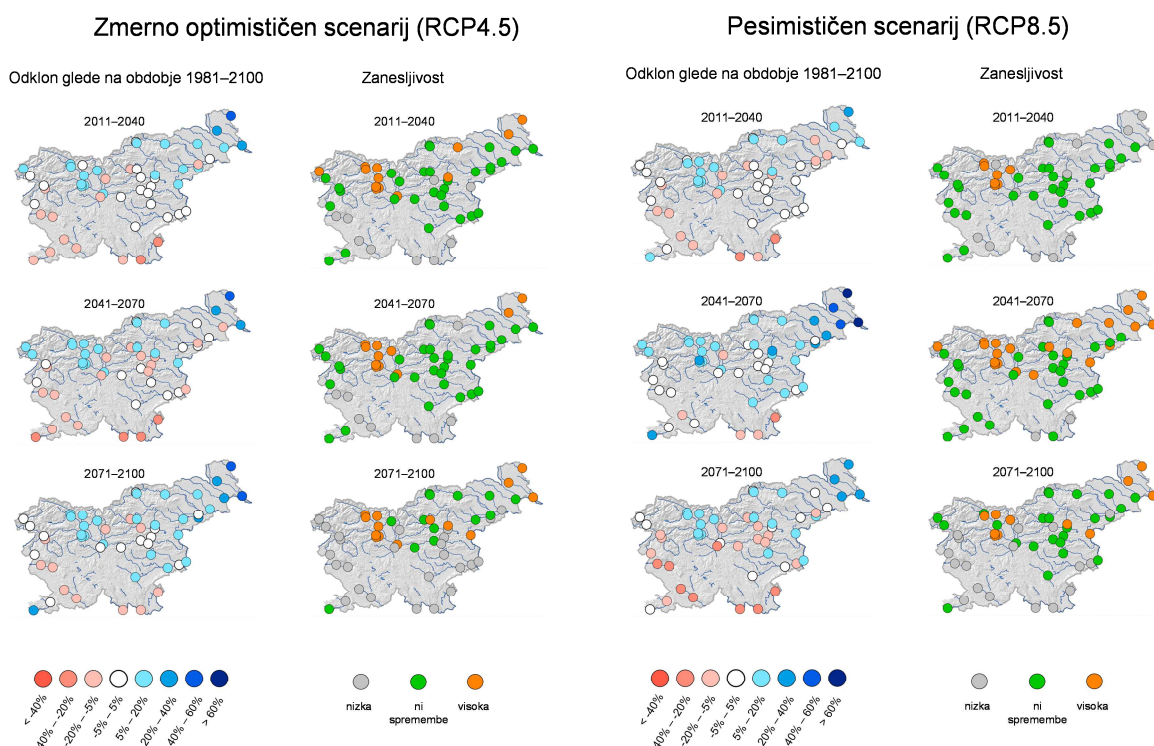 Zmerno optimističen scenarij (RCP4.5)
Odklon glede na obdobje 1981–2100
Zanesljivost
2011–2040
2011–2040
2041–2070
2041–2070
2071–2100
2071–2100
< -40%
40% – -20%
-20% – -5%
-5% – 5%
5% – 20%
20% – 40%
40% – 60%
> 60%
nizka
ni spremembe
visoka
Pesimističen scenarij (RCP8.5)
Odklon glede na obdobje 1981–2100
Zanesljivost
2011–2040
2011–2040
2041–2070
2041–2070
2071–2100
2071–2100
< -40%
40% – -20%
-20% – -5%
-5% – 5%
5% – 20%
20% – 40%
40% – 60%
> 60%
nizka
ni
spremembe
visoka